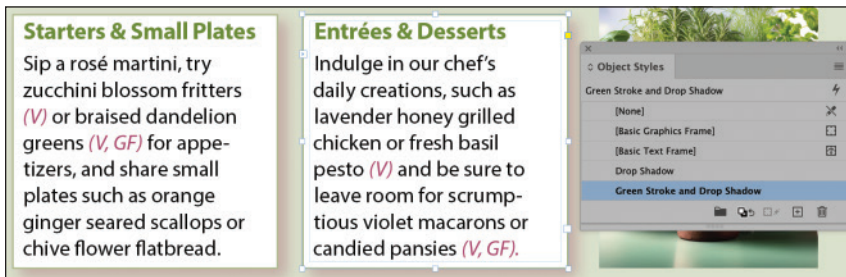 Starters & Small Plates
Sip a rosé martini, try
zucchini blossom fritters
(V) or braised dandelion
greens (V, GF) for appe-
tizers, and share small
plates such as orange
ginger seared scallops or
chive flower flatbread.
Entrées & Desserts
Indulge in our chef’s
daily creations, such as
lavender honey grilled
chicken or fresh basil
pesto (V) and be sure to
leave room for scrump-
tious violet macarons or
candied pansies (V, GF).
Object Styles
Green Stroke and Drop Shadow
[None]
[Basic Graphics Frame]
[Basic Text Frame]
Drop Shadow
Green Stroke and Drop Shadow